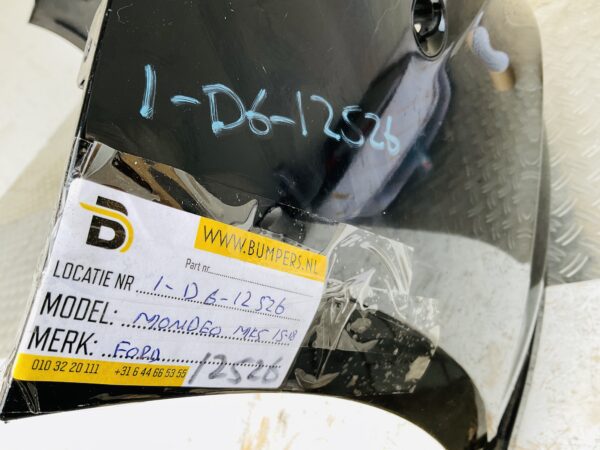 1-D6-12526
WWW.BUMPERS.NL
Part nr.
LOCATIE NR 1-D6-12526
MODEL: MONDEO MK5 15-18
MERK: FORD
12526
010 32 20 111 +31 6 44 66 53 55